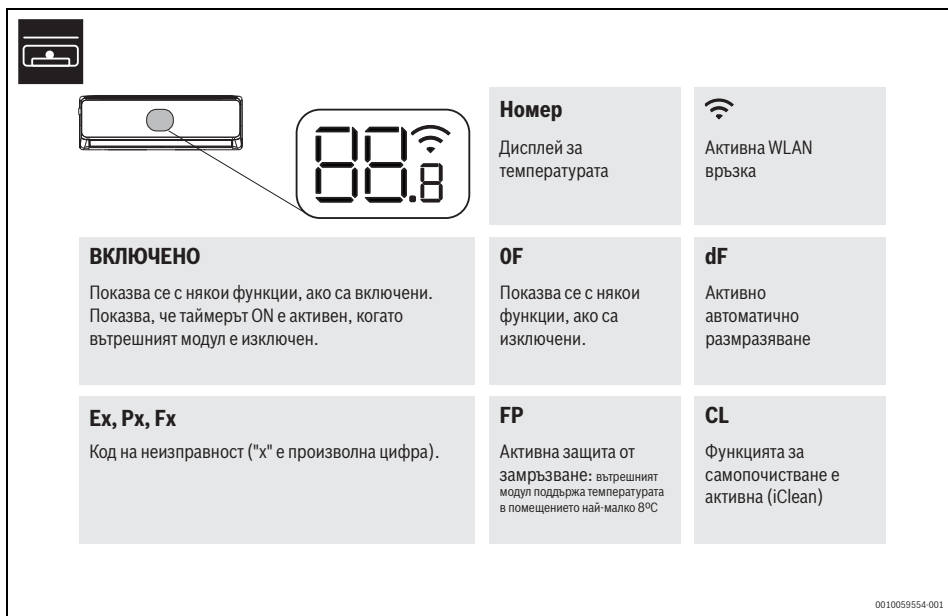 88.8
Номер
Дисплей за
температурата
Активна WLAN
връзка
ВКЛЮЧЕНО
Показва се с някои функции, ако са включени.
Показва, че таймерът ON е активен, когато
вътрешният модул е изключен.
0F
Показва се с някои
функции, ако са
изключени.
dF
Активно
автоматично
размразяване
Ex, Px, Fx
Код на неизправност ("x" е произволна цифра).
FP
Активна защита от
замръзване: вътрешният
модул поддържа температурата
в помещението най-малко 8ºC
CL
Функцията за
самопочистване е
активна (iClean)
0010059554-001